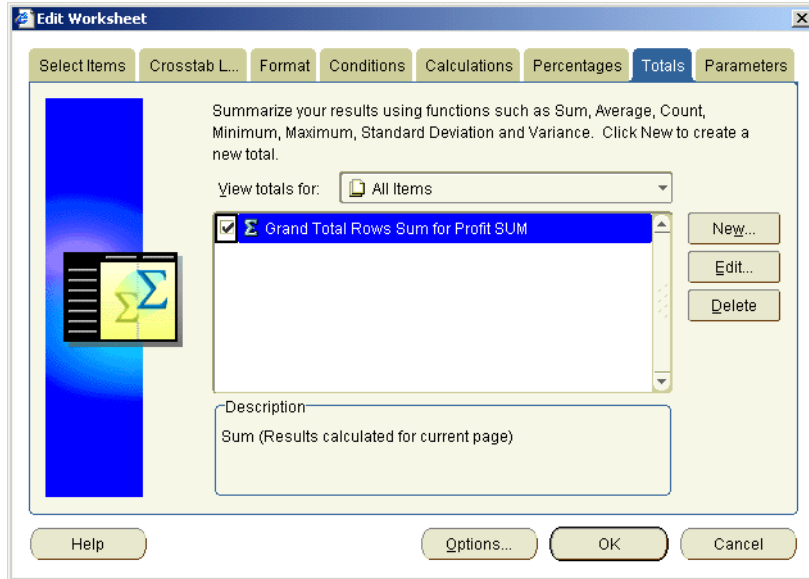 Edit Worksheet
Select Items Crosstab L... Format Conditions Calculations Percentages Totals Parameters
Summarize your results using functions such as Sum, Average, Count,
Minimum, Maximum, Standard Deviation and Variance. Click New to create a
new total.
View totals for: All Items
Σ Grand Total Rows Sum for Profit SUM
New...
Edit...
Delete
Σ Σ
Description
Sum (Results calculated for current page)
Help Options... OK Cancel